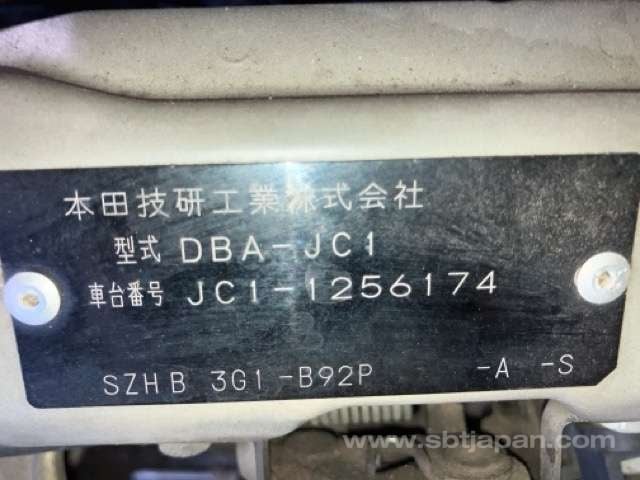 本田技研工業株式会社
型式 DBA-JC1
車台番号 JC1-1256174
SZHB 3G1-B92P -A -S
www.sbtjapan.com